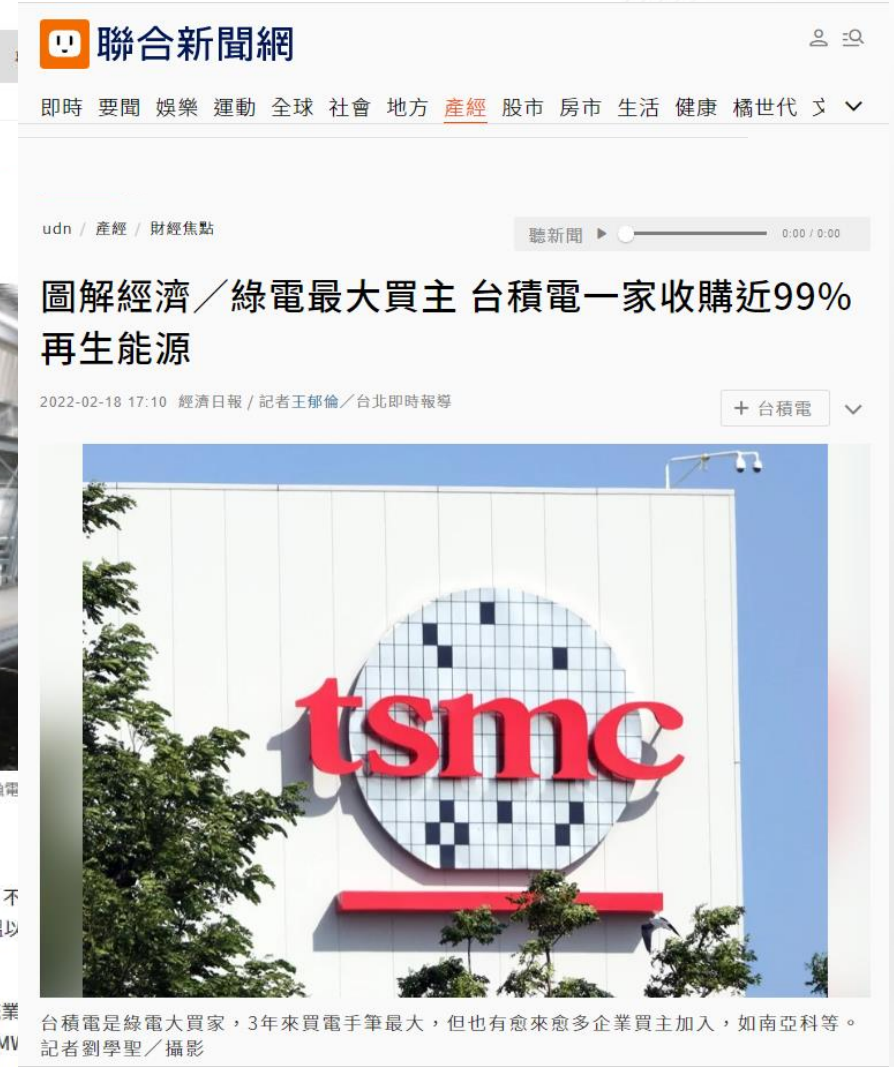 聯合新聞網
即時 要聞 娛樂 運動 全球 社會 地方 產經 股市 房市 生活 健康 橘世代
udn / 產經 / 財經焦點
聽新聞 0:00 / 0:00
圖解經濟／綠電最大買主 台積電一家收購近99%
再生能源
2022-02-18 17:10 經濟日報 / 記者王郁倫／台北即時報導
+ 台積電
tsmc
台積電是綠電大買家，3年來買電手筆最大，但也有愈來愈多企業買主加入，如南亞科等。
記者劉學聖／攝影
電
不
以
業